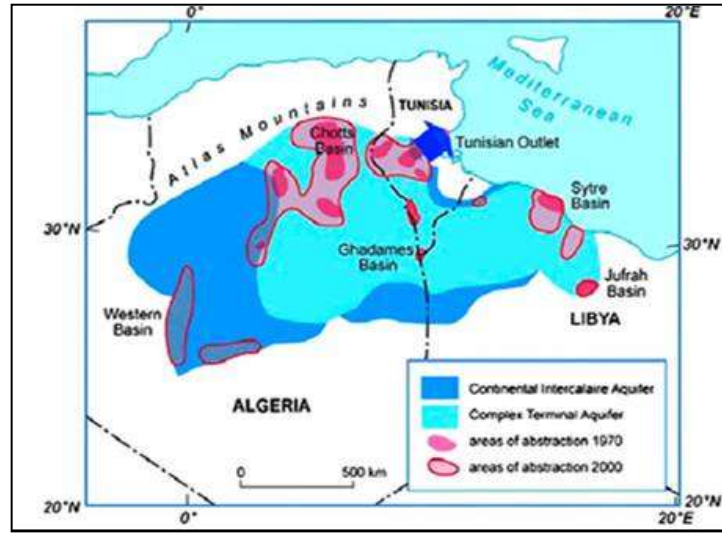 0°
20°E
Mediterranean
Sea
Atlas Mountains
TUNISIA
Chotts
Basin
Tunisian Outlet
30°N
30°N
Sytre
Basin
Ghadames
Basin
Jufrah
Basin
Western
Basin
LIBYA
ALGERIA
Continental Intercalaire Aquifer
Complex Terminal Aquifer
areas of abstraction 1970
areas of abstraction 2000
0
500 km
20°N
20°N
0°
20°E